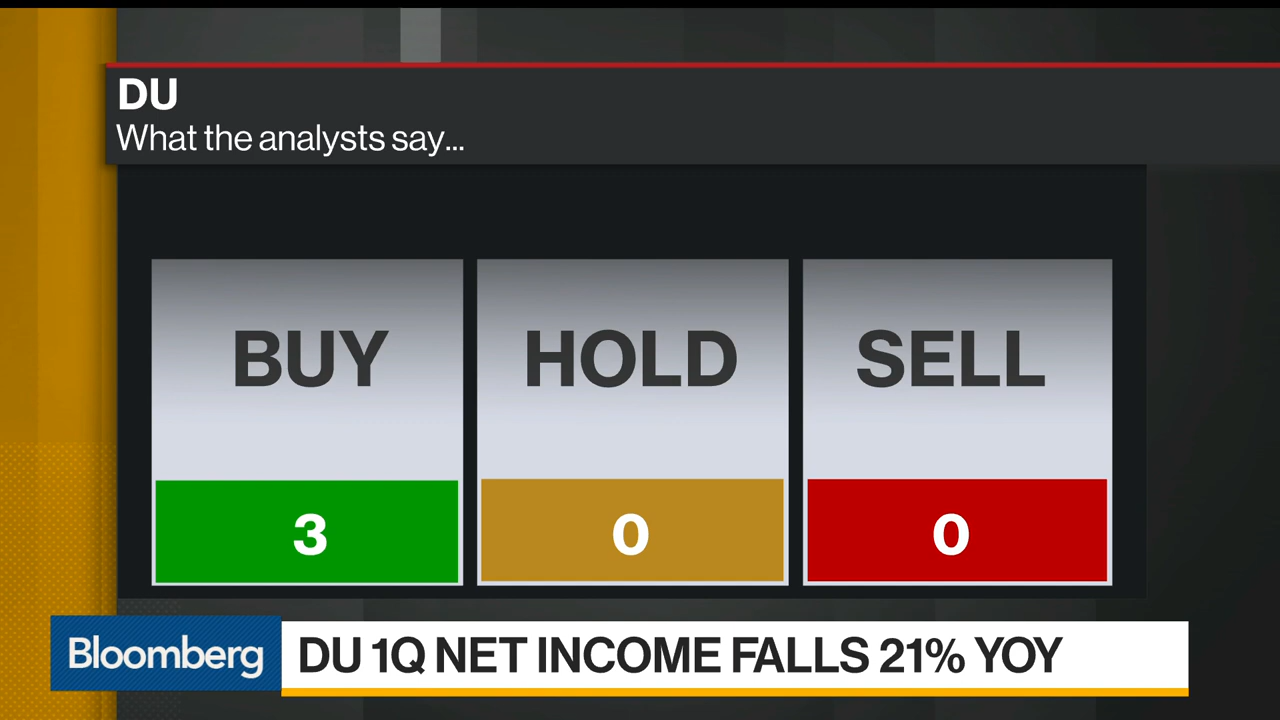 DU
What the analysts say...
BUY
HOLD
SELL
3
0
0
Bloomberg
DU 1Q NET INCOME FALLS 21% YOY